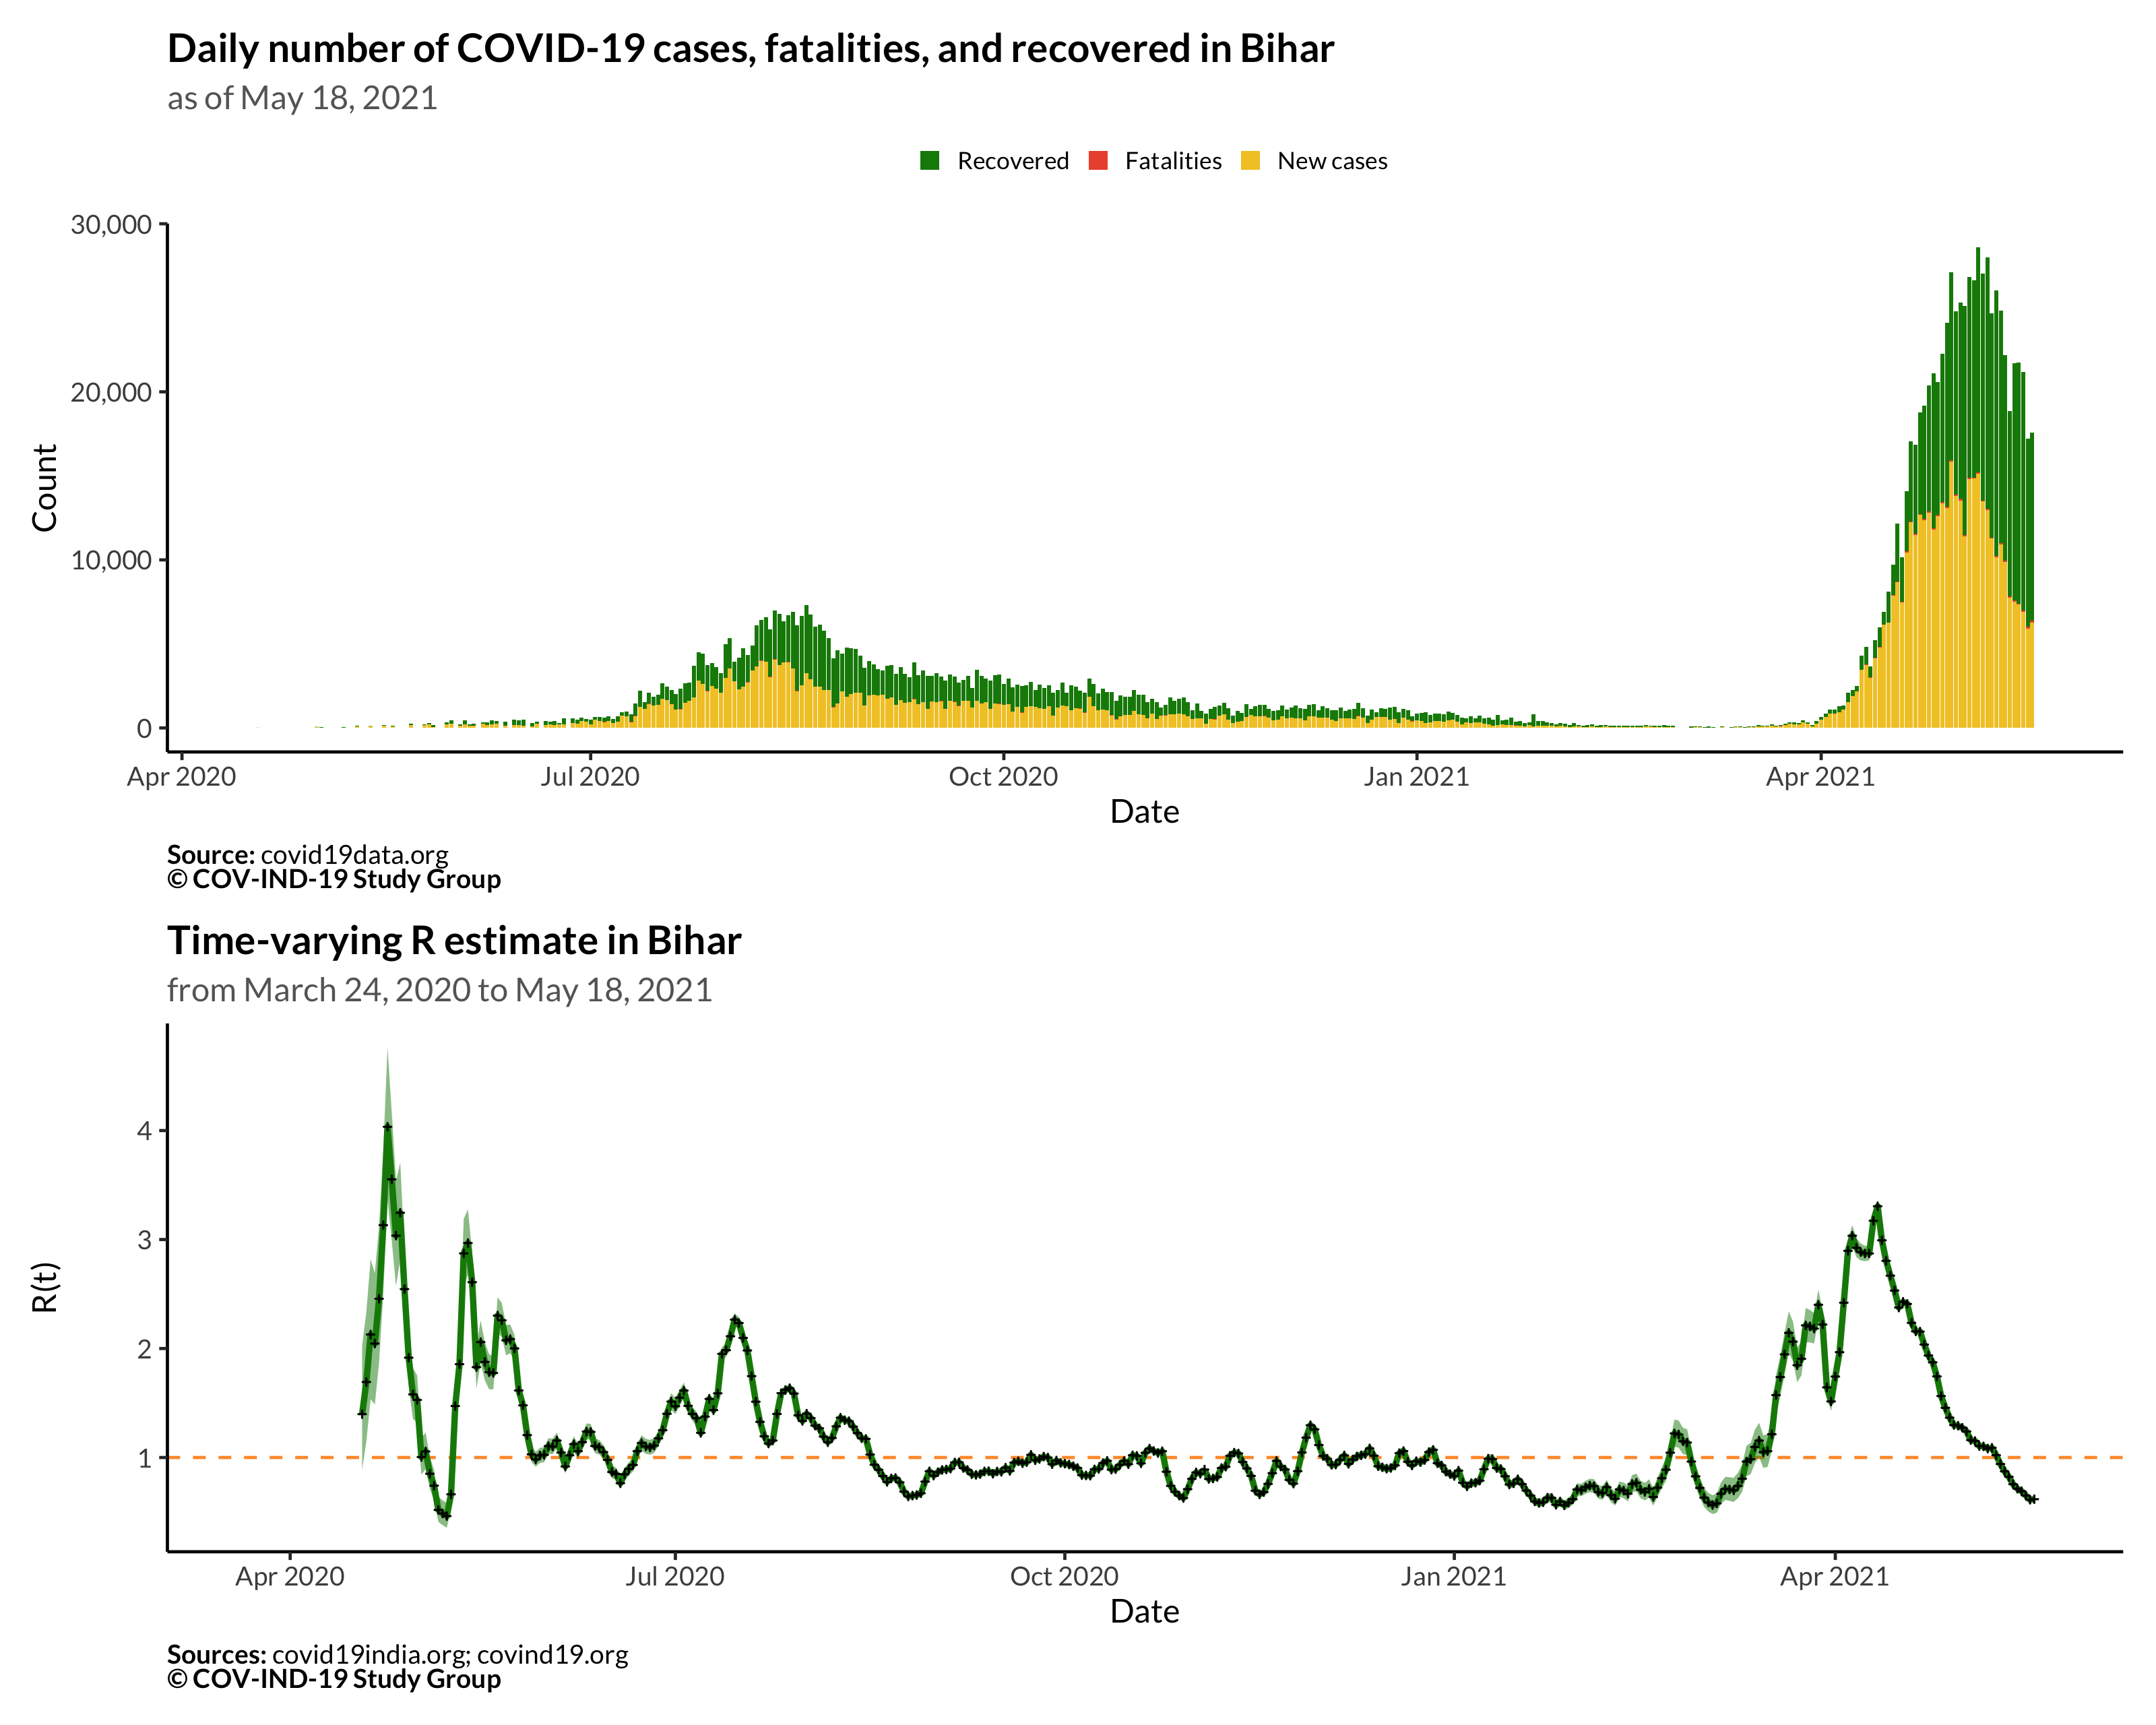 Daily number of COVID-19 cases, fatalities, and recovered in Bihar
as of May 18, 2021
Recovered Fatalities New cases
30,000
20,000
10,000
0
Count
Apr 2020 Jul 2020 Oct 2020 Jan 2021 Apr 2021
Date
Source: covid19data.org
© COV-IND-19 Study Group
Time-varying R estimate in Bihar
from March 24, 2020 to May 18, 2021
4
3
2
1
R(t)
Apr 2020 Jul 2020 Oct 2020 Jan 2021 Apr 2021
Date
Sources: covid19india.org; covind19.org
© COV-IND-19 Study Group